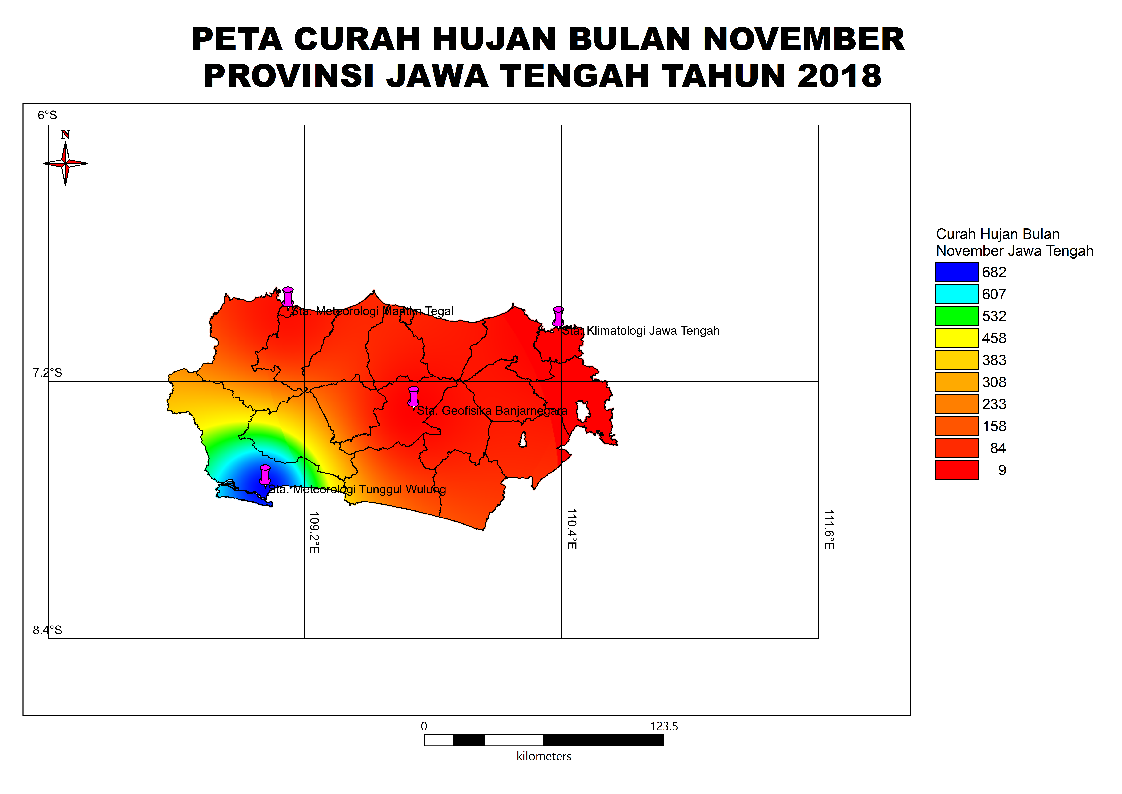 PETA CURAH HUJAN BULAN NOVEMBER
PROVINSI JAWA TENGAH TAHUN 2018
6°S
N
Sta. Meteorologi Maritim Tegal
Sta. Klimatologi Jawa Tengah
7.2°S
Sta. Geofisika Banjarnegara
Sta. Meteorologi Tunggul Wulung
109.2°E
110.4°E
111.6°E
8.4°S
Curah Hujan Bulan
November Jawa Tengah
682
607
532
458
383
308
233
158
84
9
0 123.5
kilometers